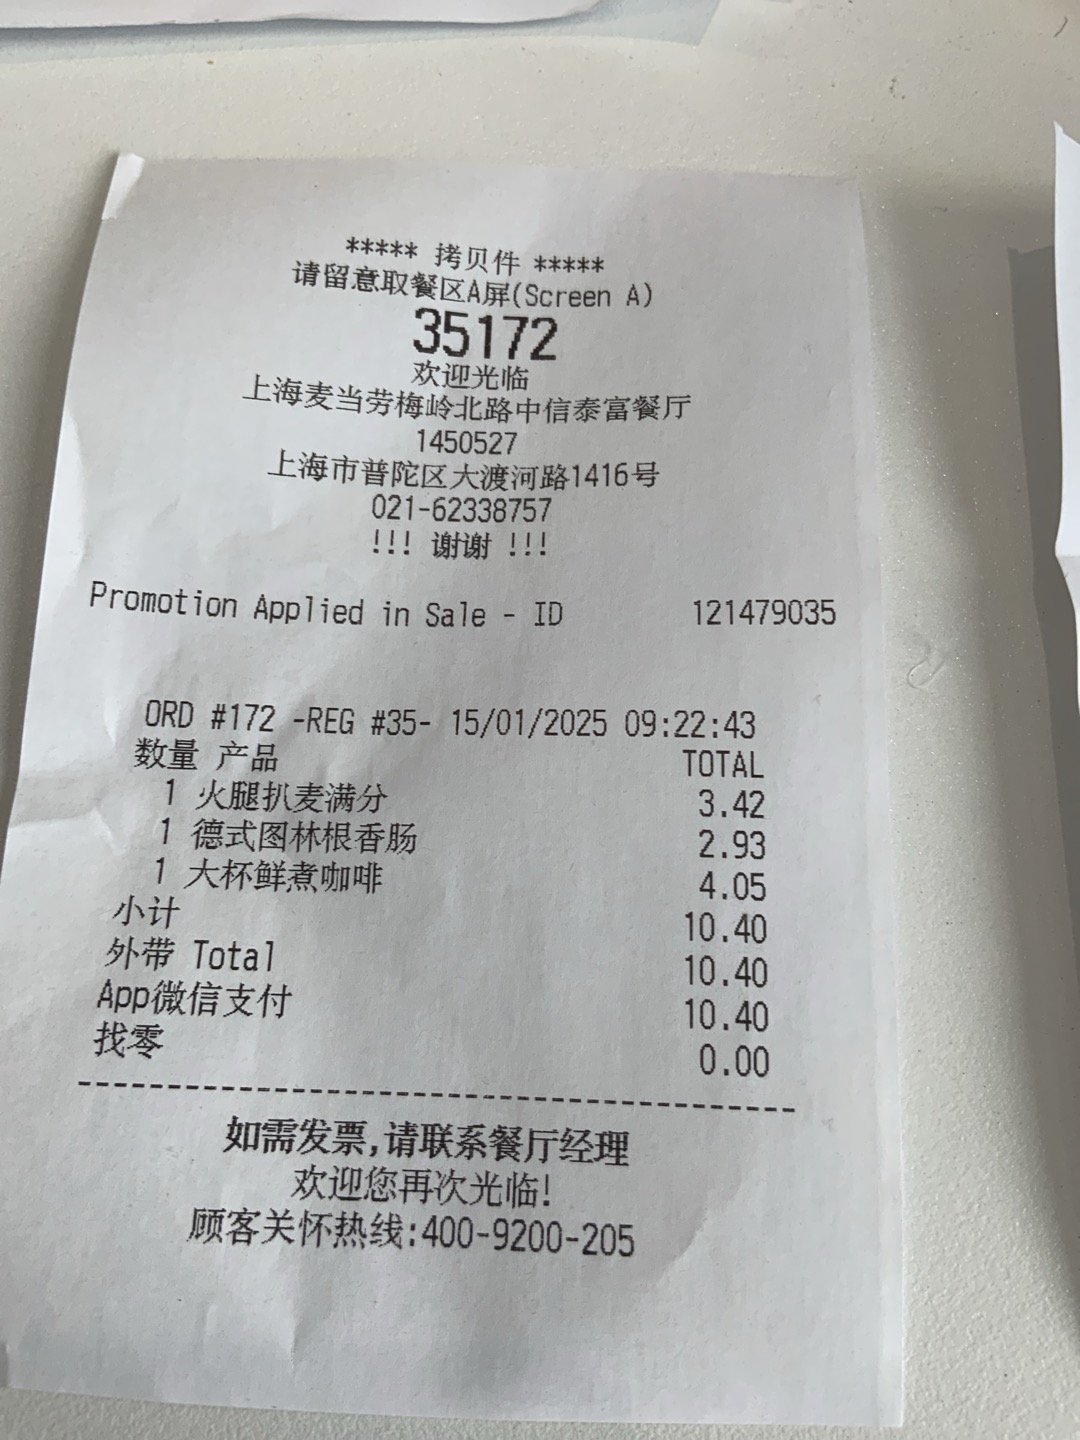 ***** 拷贝件 *****
请留意取餐区A屏(Screen A)
35172
欢迎光临
上海麦当劳梅岭北路中信泰富餐厅
1450527
上海市普陀区大渡河路1416号
021-62338757
!!! 谢谢 !!!
Promotion Applied in Sale - ID 121479035
ORD #172 -REG #35- 15/01/2025 09:22:43
数量 产品 TOTAL
1 火腿扒麦满分 3.42
1 德式图林根香肠 2.93
1 大杯鲜煮咖啡 4.05
小计 10.40
外带 Total 10.40
App微信支付 10.40
找零 0.00
--------------------------------------------
如需发票,请联系餐厅经理
欢迎您再次光临!
顾客关怀热线:400-9200-205